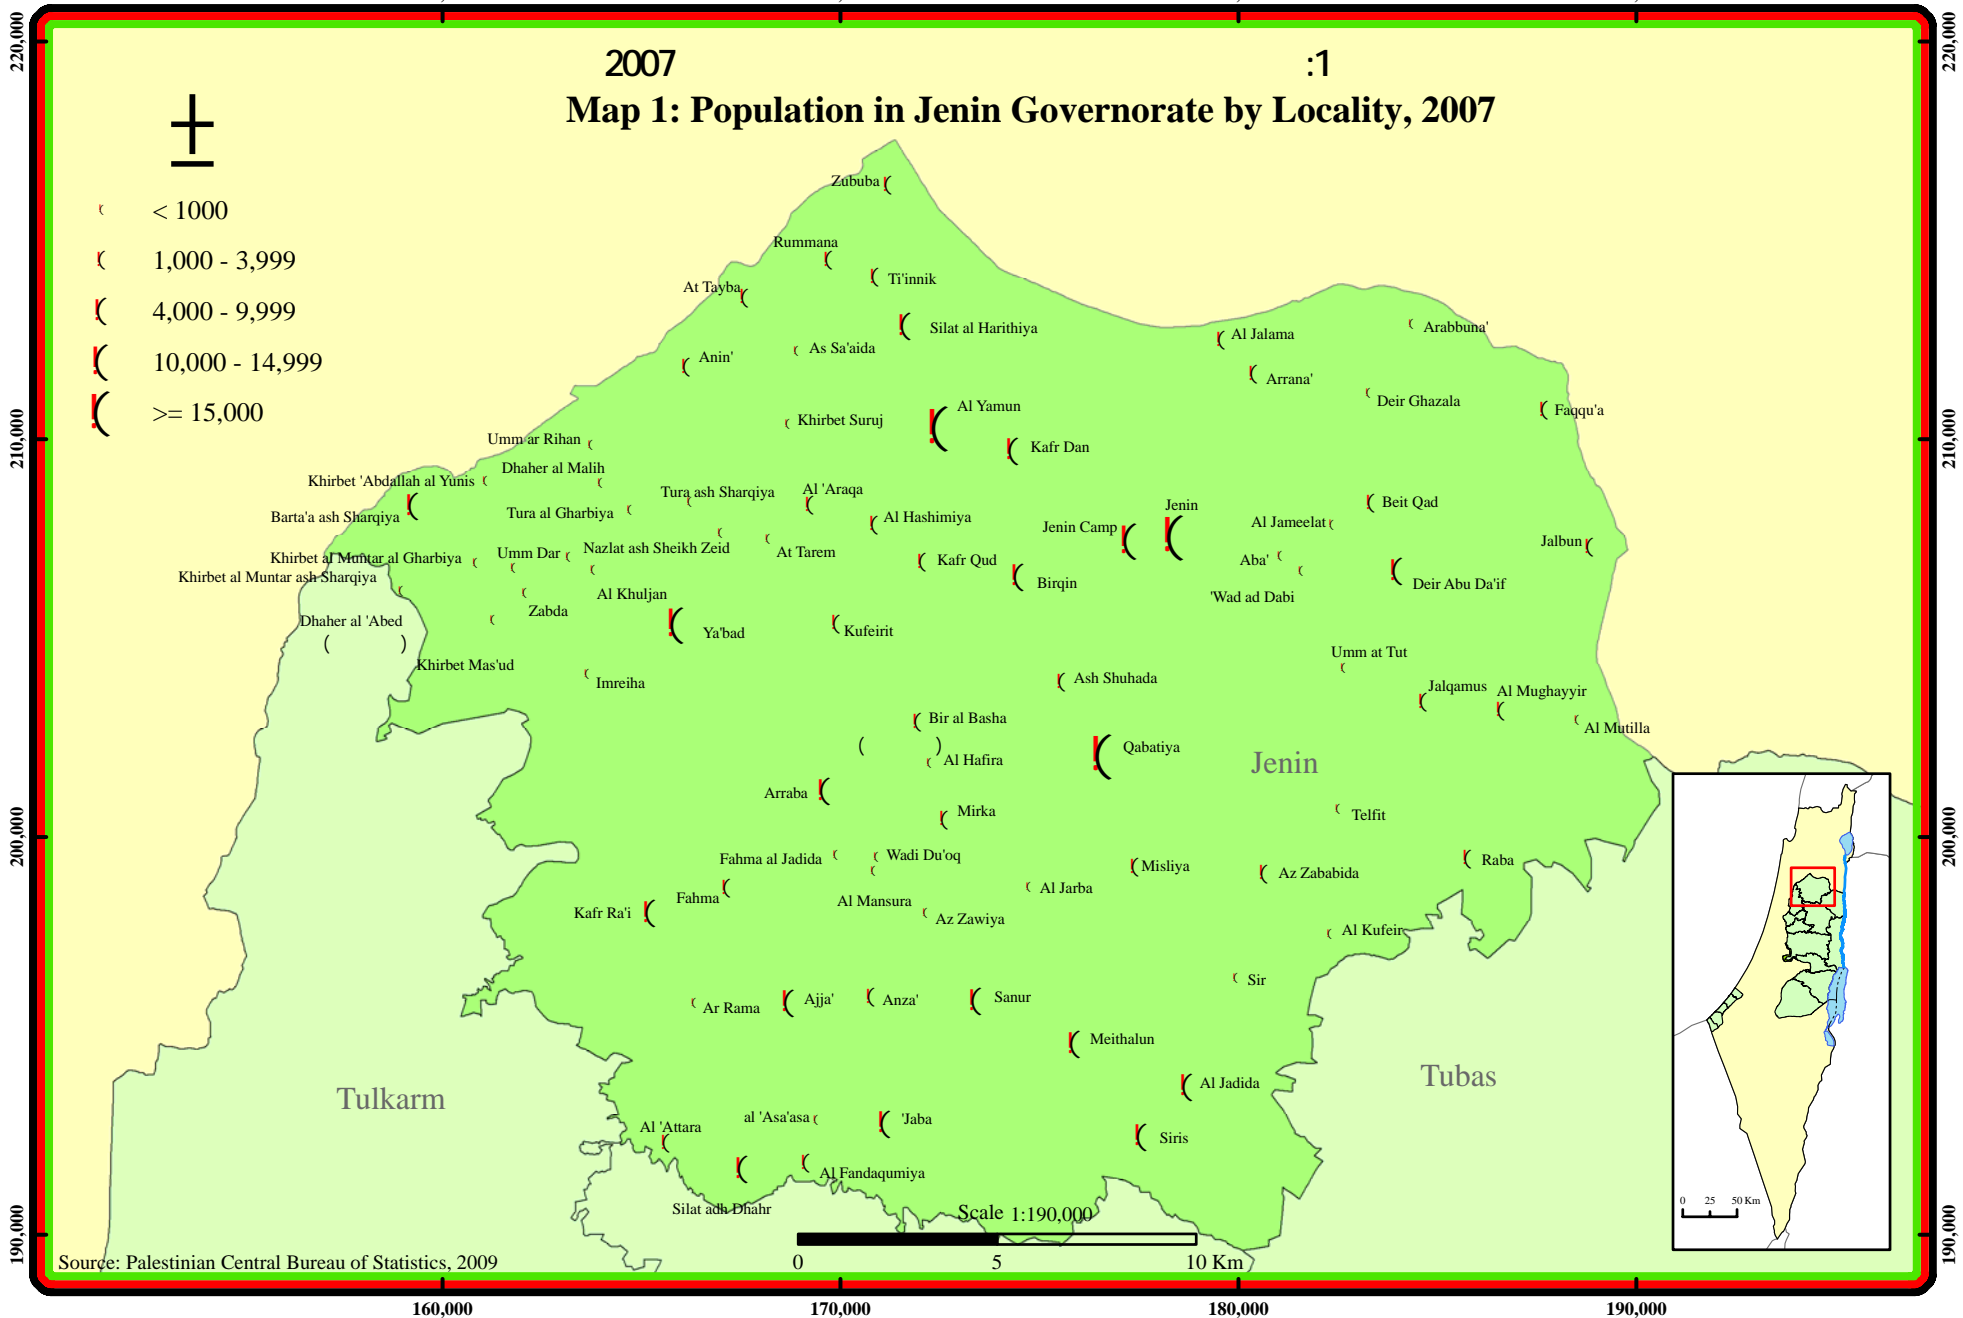 2007 :1
Map 1: Population in Jenin Governorate by Locality, 2007
< 1000
1,000 - 3,999
4,000 - 9,999
10,000 - 14,999
>= 15,000
220,000
220,000
210,000
210,000
200,000
200,000
190,000
190,000
Zububa
Rummana
Ti'innik
At Tayba
Silat al Harithiya
Arabbuna'
Al Jalama
As Sa'aida
Anin'
Arrana'
Deir Ghazala
Al Yamun
Faqqu'a
Khirbet Suruj
Umm ar Rihan
Kafr Dan
Dhaher al Malih
Khirbet 'Abdallah al Yunis
Tura ash Sharqiya
Al 'Araqa
Beit Qad
Jenin
Tura al Gharbiya
Barta'a ash Sharqiya
Al Hashimiya
Al Jameelat
Jenin Camp
Jalbun
Nazlat ash Sheikh Zeid
At Tarem
Umm Dar
Khirbet al Muntar al Gharbiya
Kafr Qud
Aba'
Khirbet al Muntar ash Sharqiya
Birqin
Deir Abu Da'if
Al Khuljan
'Wad ad Dabi
Zabda
Dhaher al 'Abed
( )
Ya'bad
Kufeirit
Umm at Tut
Khirbet Mas'ud
Imreiha
Ash Shuhada
Jalqamus
Al Mughayyir
Bir al Basha
Al Mutilla
( )
Qabatiya
Al Hafira
Jenin
Arraba
Mirka
Telfit
Fahma al Jadida
Wadi Du'oq
Misliya
Az Zababida
Raba
Al Jarba
Fahma
Al Mansura
Kafr Ra'i
Az Zawiya
Al Kufeir
Sir
Ar Rama
Ajja'
Anza'
Sanur
Meithalun
Tubas
Al Jadida
Tulkarm
al 'Asa'asa
'Jaba
Al 'Attara
Siris
Al Fandaqumiya
Silat adh Dhahr
0 25 50 Km
Scale 1:190,000
0 5 10 Km
Source: Palestinian Central Bureau of Statistics, 2009
160,000 170,000 180,000 190,000